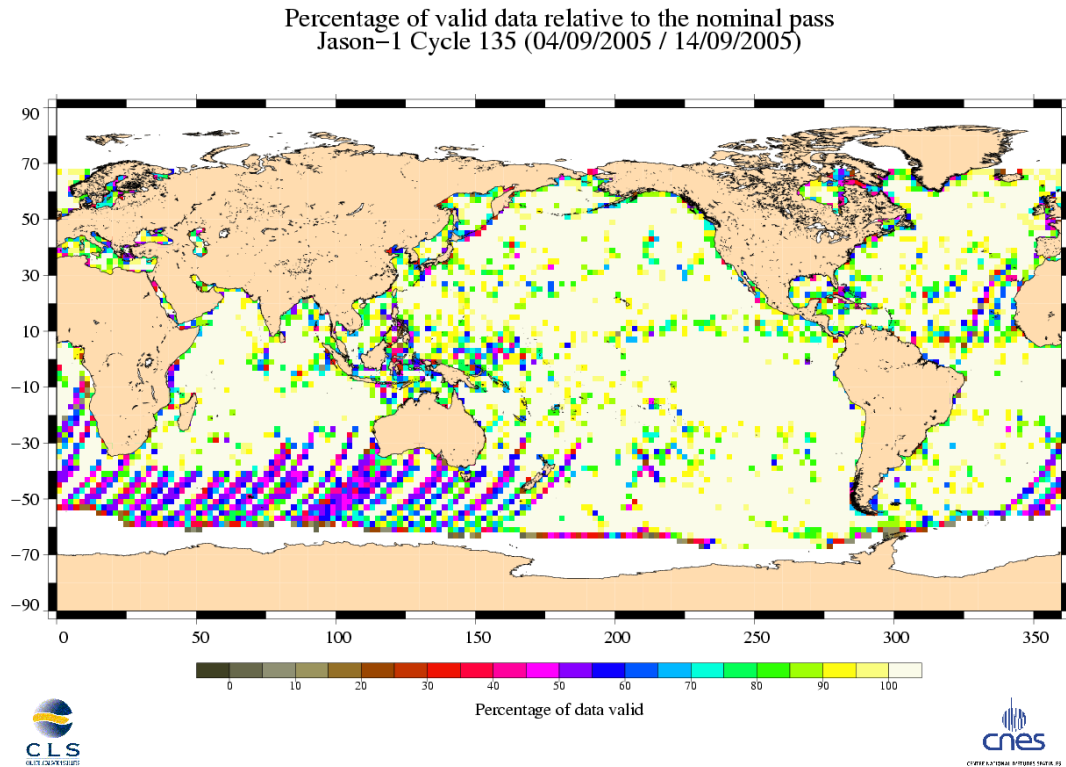 Percentage of valid data relative to the nominal pass
Jason−1 Cycle 135 (04/09/2005 / 14/09/2005)
90
70
50
30
10
−10
−30
−50
−70
−90
0 50 100 150 200 250 300 350
0 10 20 30 40 50 60 70 80 90 100
Percentage of data valid
CLS
cnes